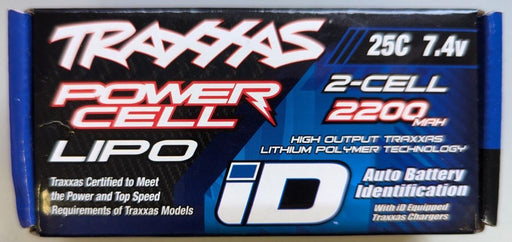 TRAXXAS
25C 7.4v
POWER
CELL
2-CELL
2200 MAH
LIPO
HIGH OUTPUT TRAXXAS
LITHIUM POLYMER TECHNOLOGY
Traxxas Certified to Meet
the Power and Top Speed
Requirements of Traxxas Models
iD
Auto Battery
Identification
With iD Equipped
Traxxas Chargers